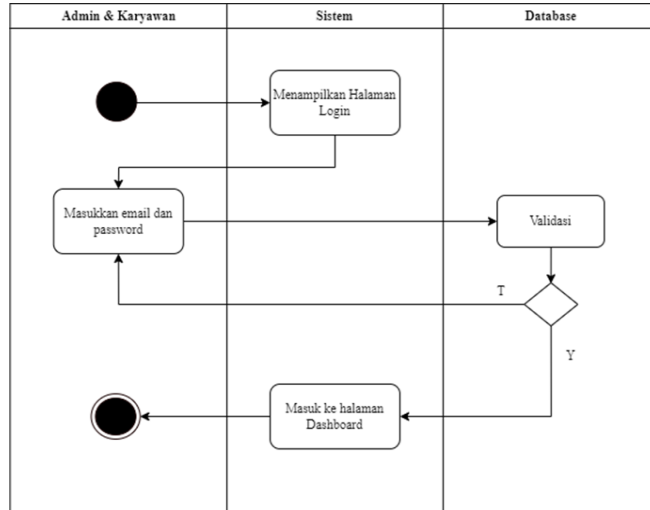 Admin & Karyawan
Sistem
Database
Menampilkan Halaman
Login
Masukkan email dan
password
Validasi
T
Y
Masuk ke halaman
Dashboard